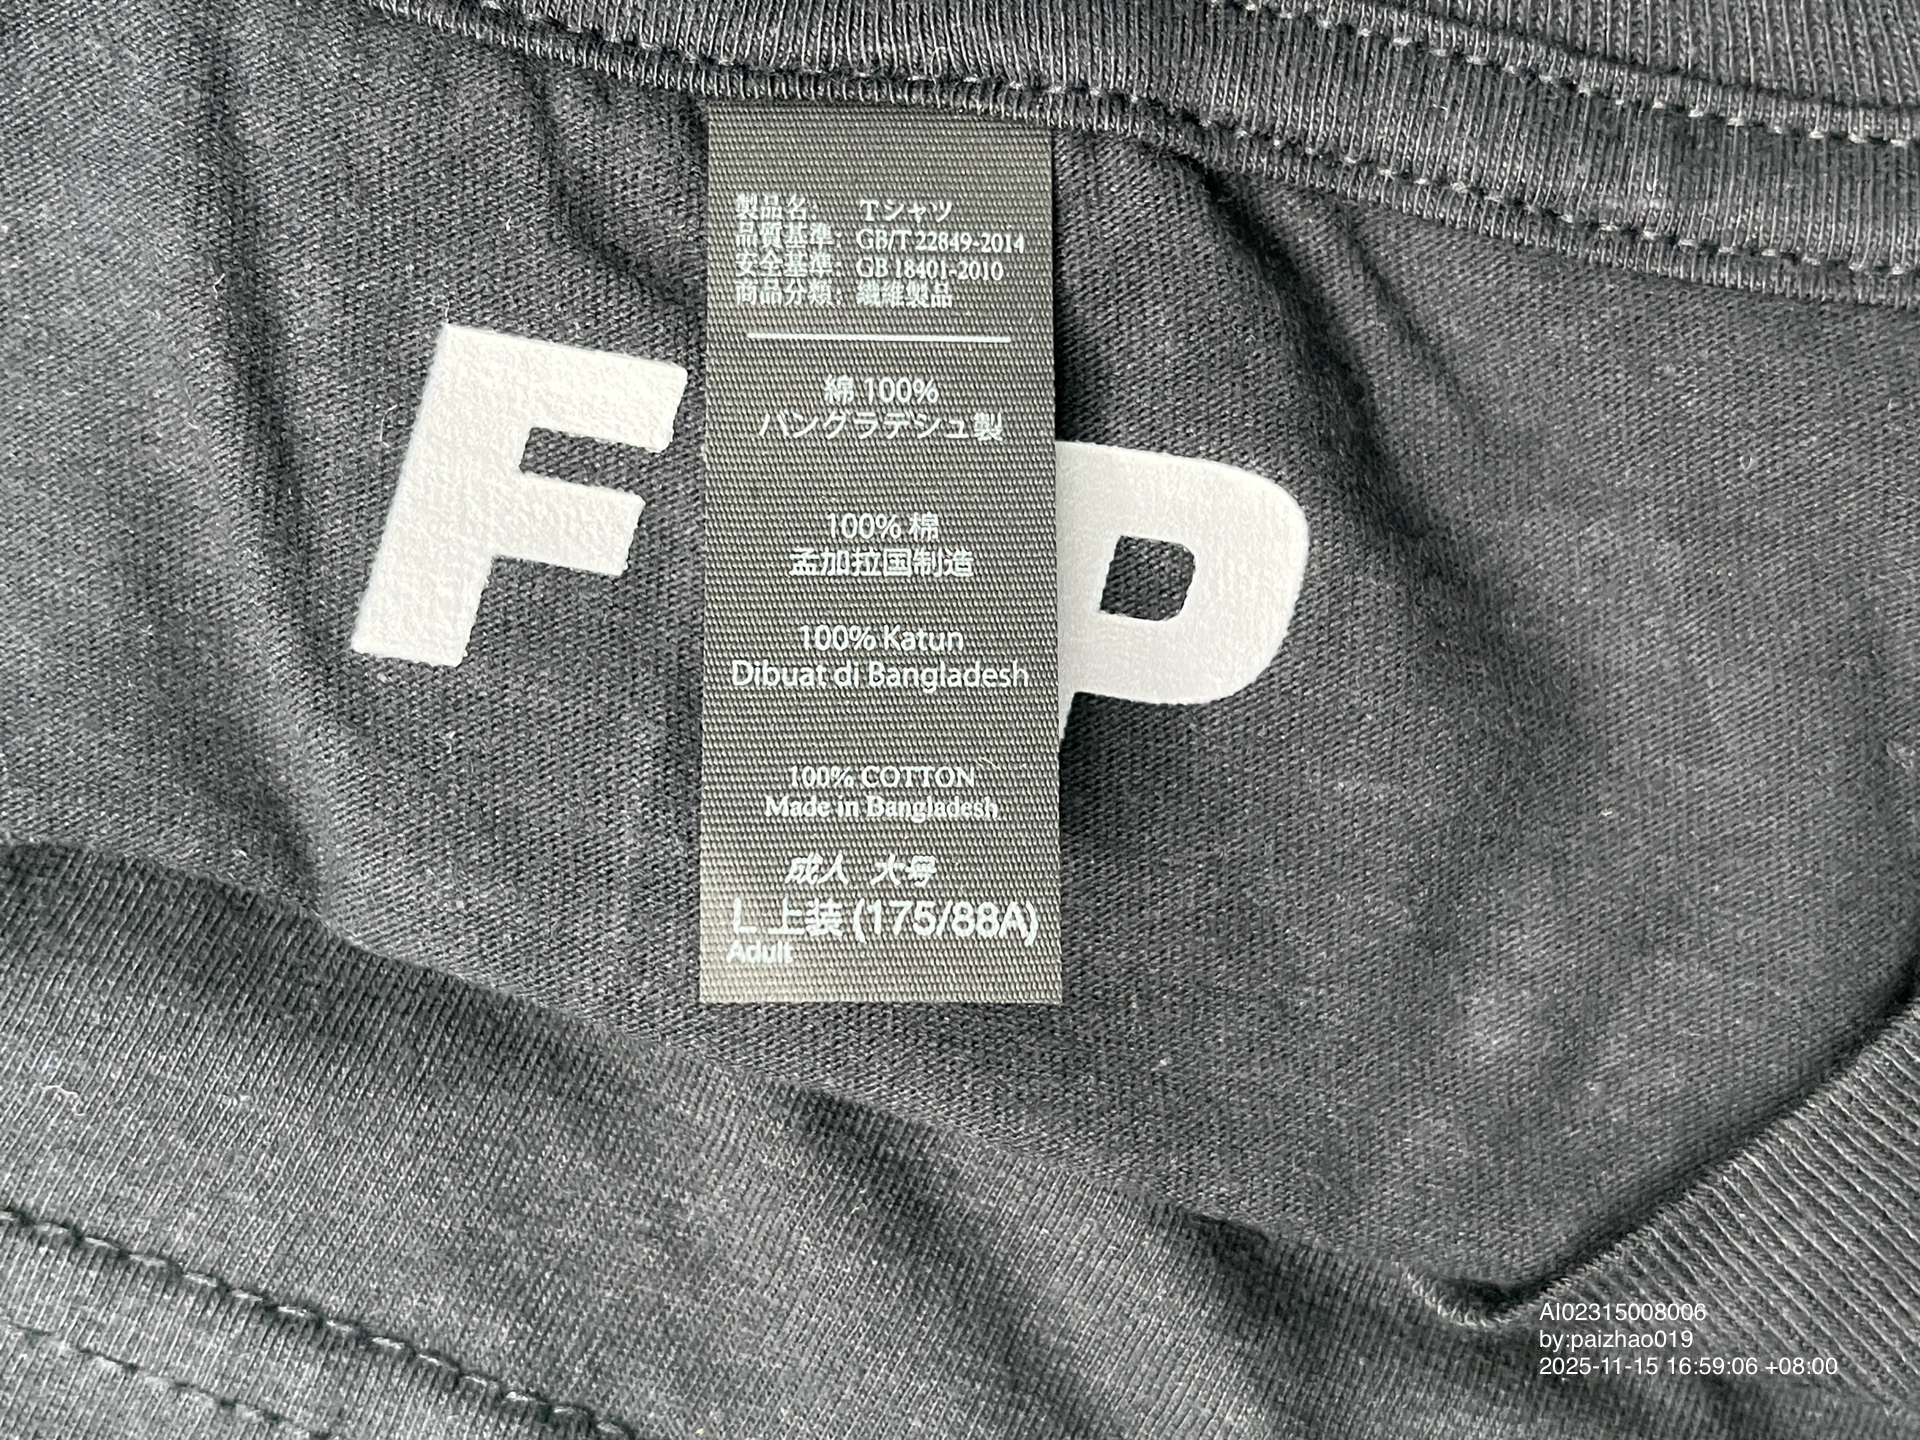 製品名: Tシャツ
品質基準: GB/T 22849-2014
安全基準: GB 18401-2010
商品分類: 繊維製品
綿 100%
バングラデシュ製
100% 棉
孟加拉国制造
100% Katun
Dibuat di Bangladesh
100% COTTON
Made in Bangladesh
成人 大号
L 上装 (175/88A)
Adult
F P
AI02315008006
by:paizhao019
2025-11-15 16:59:06 +08:00